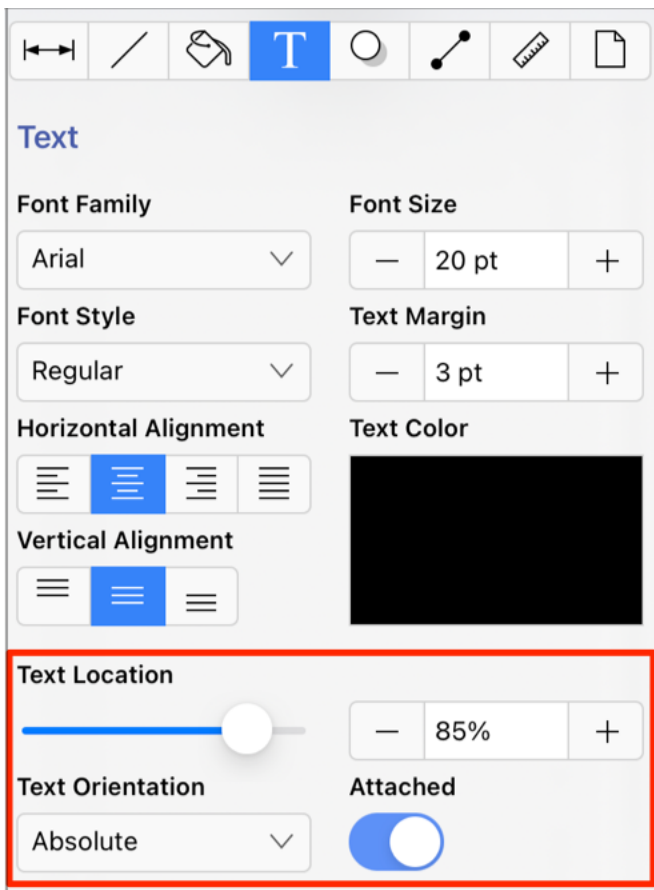 T
Text
Font Family Font Size
Arial 20 pt
Font Style Text Margin
Regular 3 pt
Horizontal Alignment Text Color
Vertical Alignment
Text Location
85%
Text Orientation Attached
Absolute